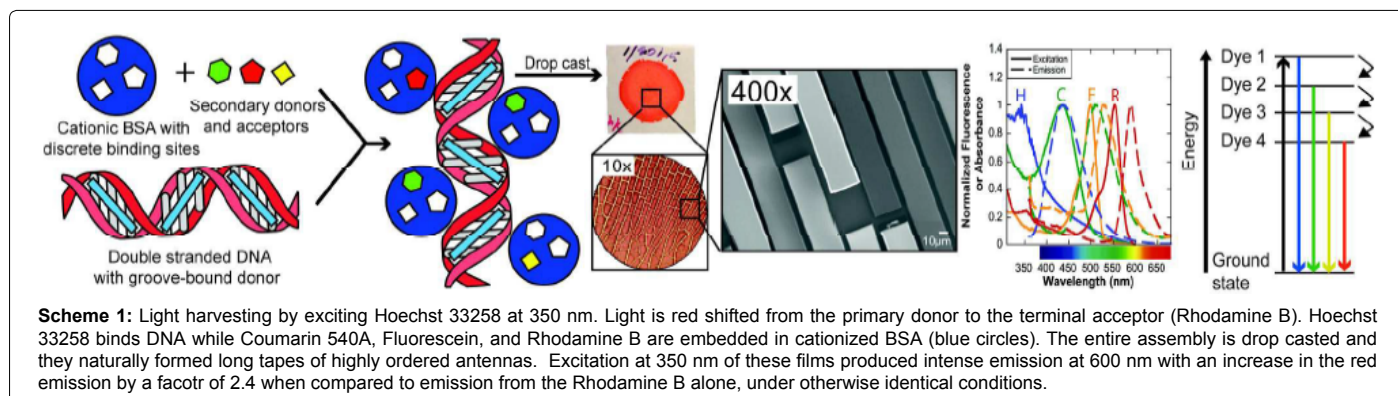 Cationic BSA with
discrete binding sites
+
Secondary donors
and acceptors
Double stranded DNA
with groove-bound donor
Drop cast
10x
400x
10µm
Normalized Fluorescence
or Absorbance
1.4
1.2
1
0.8
0.6
0.4
0.2
0
Excitation
Emission
H C F R
350 400 450 500 550 600 650
Wavelength (nm)
Energy
Dye 1
Dye 2
Dye 3
Dye 4
Ground
state
Scheme 1: Light harvesting by exciting Hoechst 33258 at 350 nm. Light is red shifted from the primary donor to the terminal acceptor (Rhodamine B). Hoechst
33258 binds DNA while Coumarin 540A, Fluorescein, and Rhodamine B are embedded in cationized BSA (blue circles). The entire assembly is drop casted and
they naturally formed long tapes of highly ordered antennas. Excitation at 350 nm of these films produced intense emission at 600 nm with an increase in the red
emission by a facotr of 2.4 when compared to emission from the Rhodamine B alone, under otherwise identical conditions.